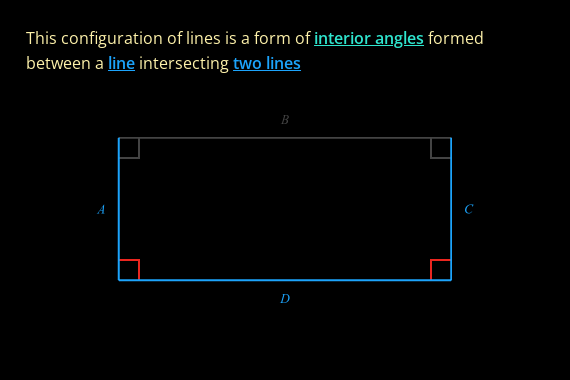 This configuration of lines is a form of interior angles formed
between a line intersecting two lines
B
A
C
D